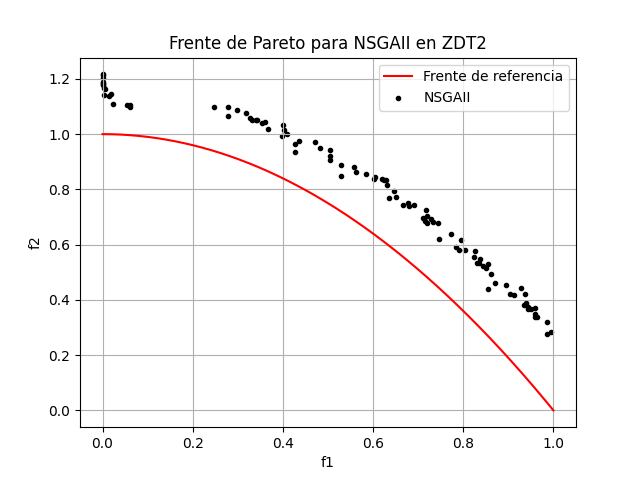 Frente de Pareto para NSGAII en ZDT2
Frente de referencia
NSGAII
1.2
1.0
0.8
0.6
0.4
0.2
0.0
f2
0.0 0.2 0.4 0.6 0.8 1.0
f1